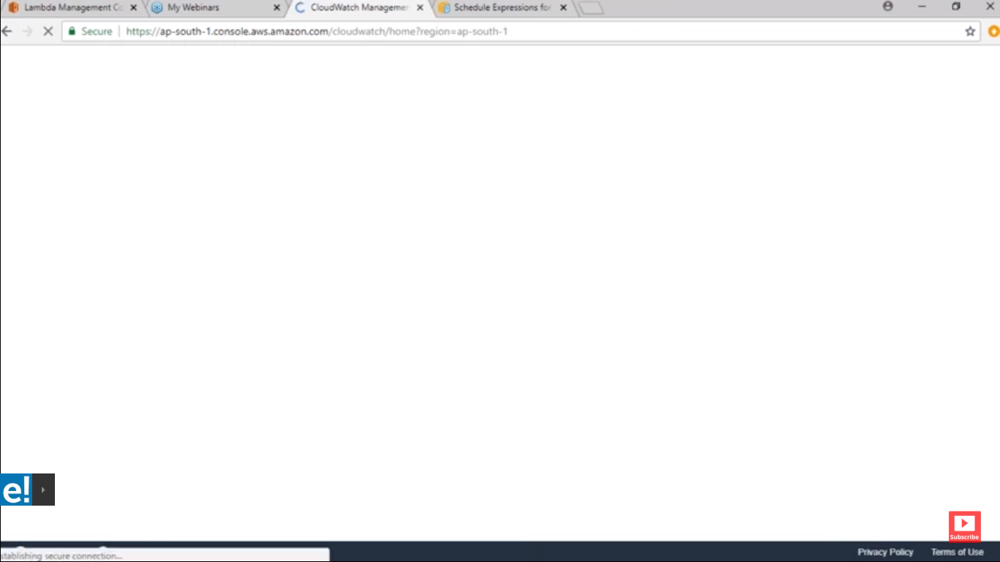 Lambda Management Co
My Webinars
CloudWatch Managemen
Schedule Expressions for
Secure
https://ap-south-1.console.aws.amazon.com/cloudwatch/home?region=ap-south-1
e!
Subscribe
stablishing secure connection...
Privacy Policy
Terms of Use